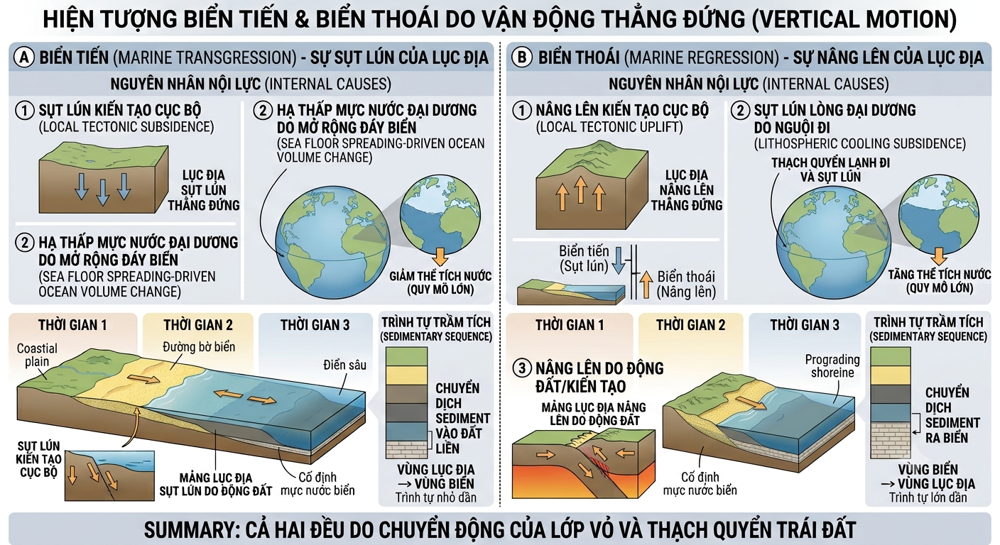 HIỆN TƯỢNG BIỂN TIẾN & BIỂN THOÁI DO VẬN ĐỘNG THẲNG ĐỨNG (VERTICAL MOTION)
A BIỂN TIẾN (MARINE TRANSGRESSION) - SỰ SỤT LÚN CỦA LỤC ĐỊA
NGUYÊN NHÂN NỘI LỰC (INTERNAL CAUSES)
1 SỤT LÚN KIẾN TẠO CỤC BỘ
(LOCAL TECTONIC SUBSIDENCE)
LỤC ĐỊA
SỤT LÚN
THẲNG ĐỨNG
2 HẠ THẤP MỰC NƯỚC ĐẠI DƯƠNG
DO MỞ RỘNG ĐÁY BIỂN
(SEA FLOOR SPREADING-DRIVEN
OCEAN VOLUME CHANGE)
2 HẠ THẤP MỰC NƯỚC ĐẠI DƯƠNG
DO MỞ RỘNG ĐÁY BIỂN
(SEA FLOOR SPREADING-DRIVEN OCEAN
VOLUME CHANGE)
GIẢM THỂ TÍCH NƯỚC
(QUY MÔ LỚN)
THỜI GIAN 1
THỜI GIAN 2
THỜI GIAN 3
Coastial
plain
Đường bờ biển
Điển sâu
SỤT LÚN
KIẾN TẠO
CỤC BỘ
MẢNG LỤC ĐỊA
SỤT LÚN DO ĐỘNG ĐẤT
Cố định
mực nước biển
TRÌNH TỰ TRẦM TÍCH
(SEDIMENTARY SEQUENCE)
CHUYỂN
DỊCH
SEDIMENT
VÀO ĐẤT
LIỀN
VÙNG LỤC ĐỊA
→ VÙNG BIỂN
Trình tự nhỏ dần
B BIỂN THOÁI (MARINE REGRESSION) - SỰ NÂNG LÊN CỦA LỤC ĐỊA
NGUYÊN NHÂN NỘI LỰC (INTERNAL CAUSES)
1 NÂNG LÊN KIẾN TẠO CỤC BỘ
(LOCAL TECTONIC UPLIFT)
LỤC ĐỊA
NÂNG LÊN
THẲNG ĐỨNG
Biển tiến
(Sụt lún)
Biển thoái
(Nâng lên)
2 SỤT LÚN LÒNG ĐẠI DƯƠNG
DO NGUỘI ĐI
(LITHOSPHERIC COOLING SUBSIDENCE)
THẠCH QUYỂN LẠNH ĐI
VÀ SỤT LÚN
TĂNG THỂ TÍCH NƯỚC
(QUY MÔ LỚN)
THỜI GIAN 1
THỜI GIAN 2
THỜI GIAN 3
3 NÂNG LÊN DO ĐỘNG
ĐẤT/KIẾN TẠO
MẢNG LỤC ĐỊA NÂNG
LÊN DO ĐỘNG ĐẤT
Prograding
shoreine
Cố định
mực nước biển
TRÌNH TỰ TRẦM TÍCH
(SEDIMENTARY SEQUENCE)
CHUYỂN
DỊCH
SEDIMENT
RA BIỂN
VÙNG BIỂN
→ VÙNG LỤC ĐỊA
Trình tự lớn dần
SUMMARY: CẢ HAI ĐỀU DO CHUYỂN ĐỘNG CỦA LỚP VỎ VÀ THẠCH QUYỂN TRÁI ĐẤT